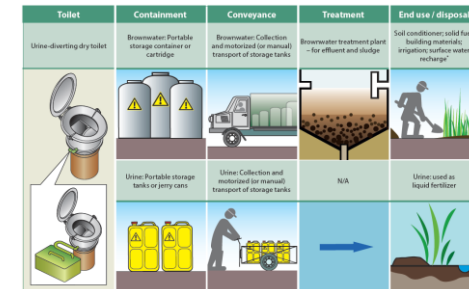 Toilet
Containment
Conveyance
Treatment
End use / disposal
Urine-diverting dry toilet
Brownwater: Portable
storage container or
cartridge
Brownwater: Collection
and motorized (or manual)
transport of storage tanks
Brownwater treatment plant
– for effluent and sludge
Soil conditioner; solid fuel;
building materials;
irrigation; surface water
recharge*
Urine: Portable storage
tanks or jerry cans
Urine: Collection and
motorized (or manual)
transport of storage tanks
N/A
Urine: used as
liquid fertilizer